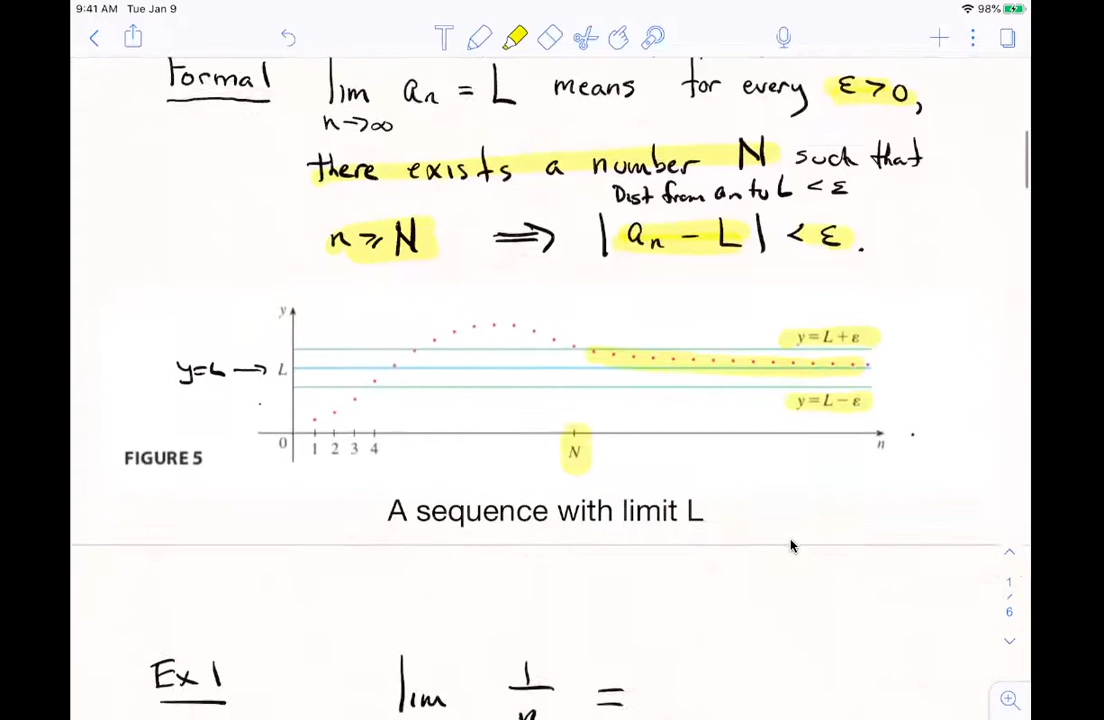 9:41 AM Tue Jan 9
98%
Formal lim aₙ = L means for every ε > 0,
n→∞
there exists a number N such that
Dist from an to L < ε
n ≥ N ⟹ | aₙ − L | < ε .
y
y = L + ε
y=L → L
y = L − ε
0 1 2 3 4 N n
FIGURE 5
A sequence with limit L
1
/
6
Ex 1 lim 1/n =